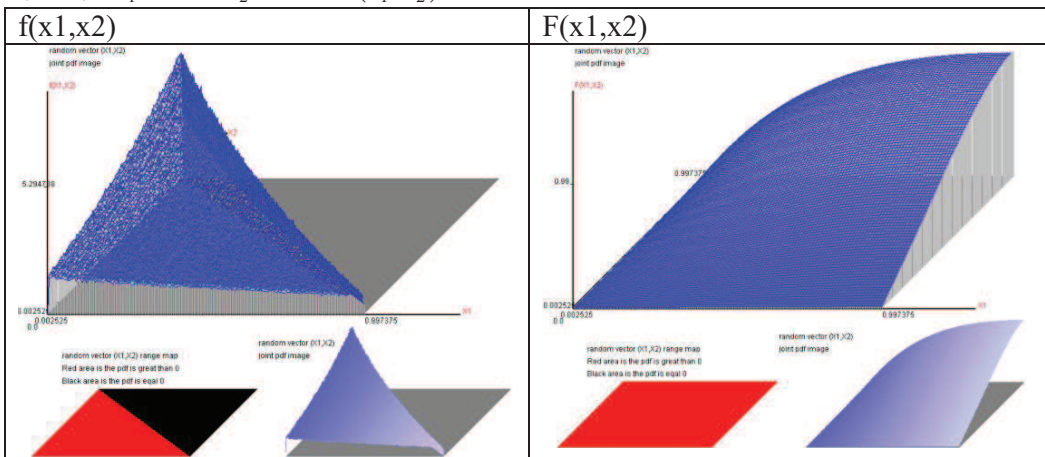 f(x1,x2)
random vector (X1,X2)
joint pdf image
f(X1,X2)
X2
5.294738
0.002525
0.002525
0.0
0.997375
X1
random vector (X1,X2) range map
Red area is the pdf is great than 0
Black area is the pdf is eqal 0
random vector (X1,X2)
joint pdf image
F(x1,x2)
random vector (X1,X2)
joint pdf image
F(X1,X2)
0.997375
0.99
0.002525
0.002525
0.0
0.997375
X1
random vector (X1,X2) range map
Red area is the pdf is great than 0
Black area is the pdf is eqal 0
random vector (X1,X2)
joint pdf image